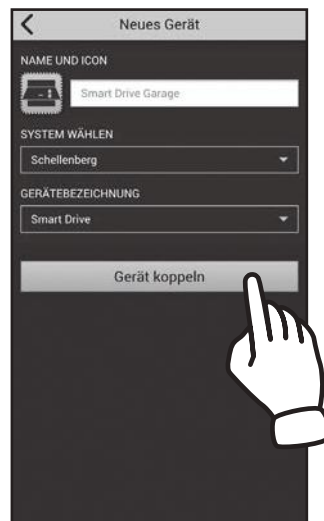 Neues Gerät
NAME UND ICON
Smart Drive Garage
SYSTEM WÄHLEN
Schellenberg
GERÄTEBEZEICHNUNG
Smart Drive
Gerät koppeln